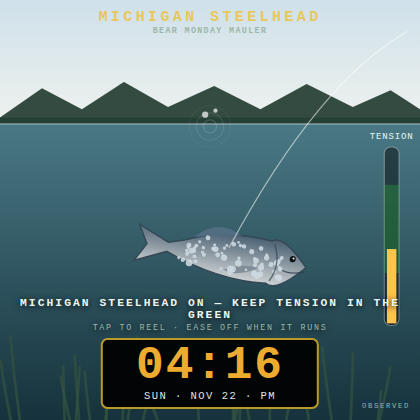 MICHIGAN STEELHEAD
BEAR MONDAY MAULER
TENSION
MICHIGAN STEELHEAD ON — KEEP TENSION IN THE
GREEN
TAP TO REEL · EASE OFF WHEN IT RUNS
04:16
SUN · NOV 22 · PM
OBSERVED